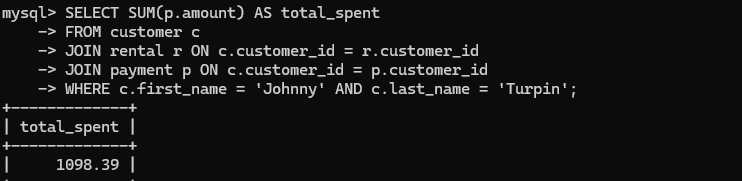 mysql> SELECT SUM(p.amount) AS total_spent
    -> FROM customer c
    -> JOIN rental r ON c.customer_id = r.customer_id
    -> JOIN payment p ON c.customer_id = p.customer_id
    -> WHERE c.first_name = 'Johnny' AND c.last_name = 'Turpin';
+-------------+
| total_spent |
+-------------+
|     1098.39 |